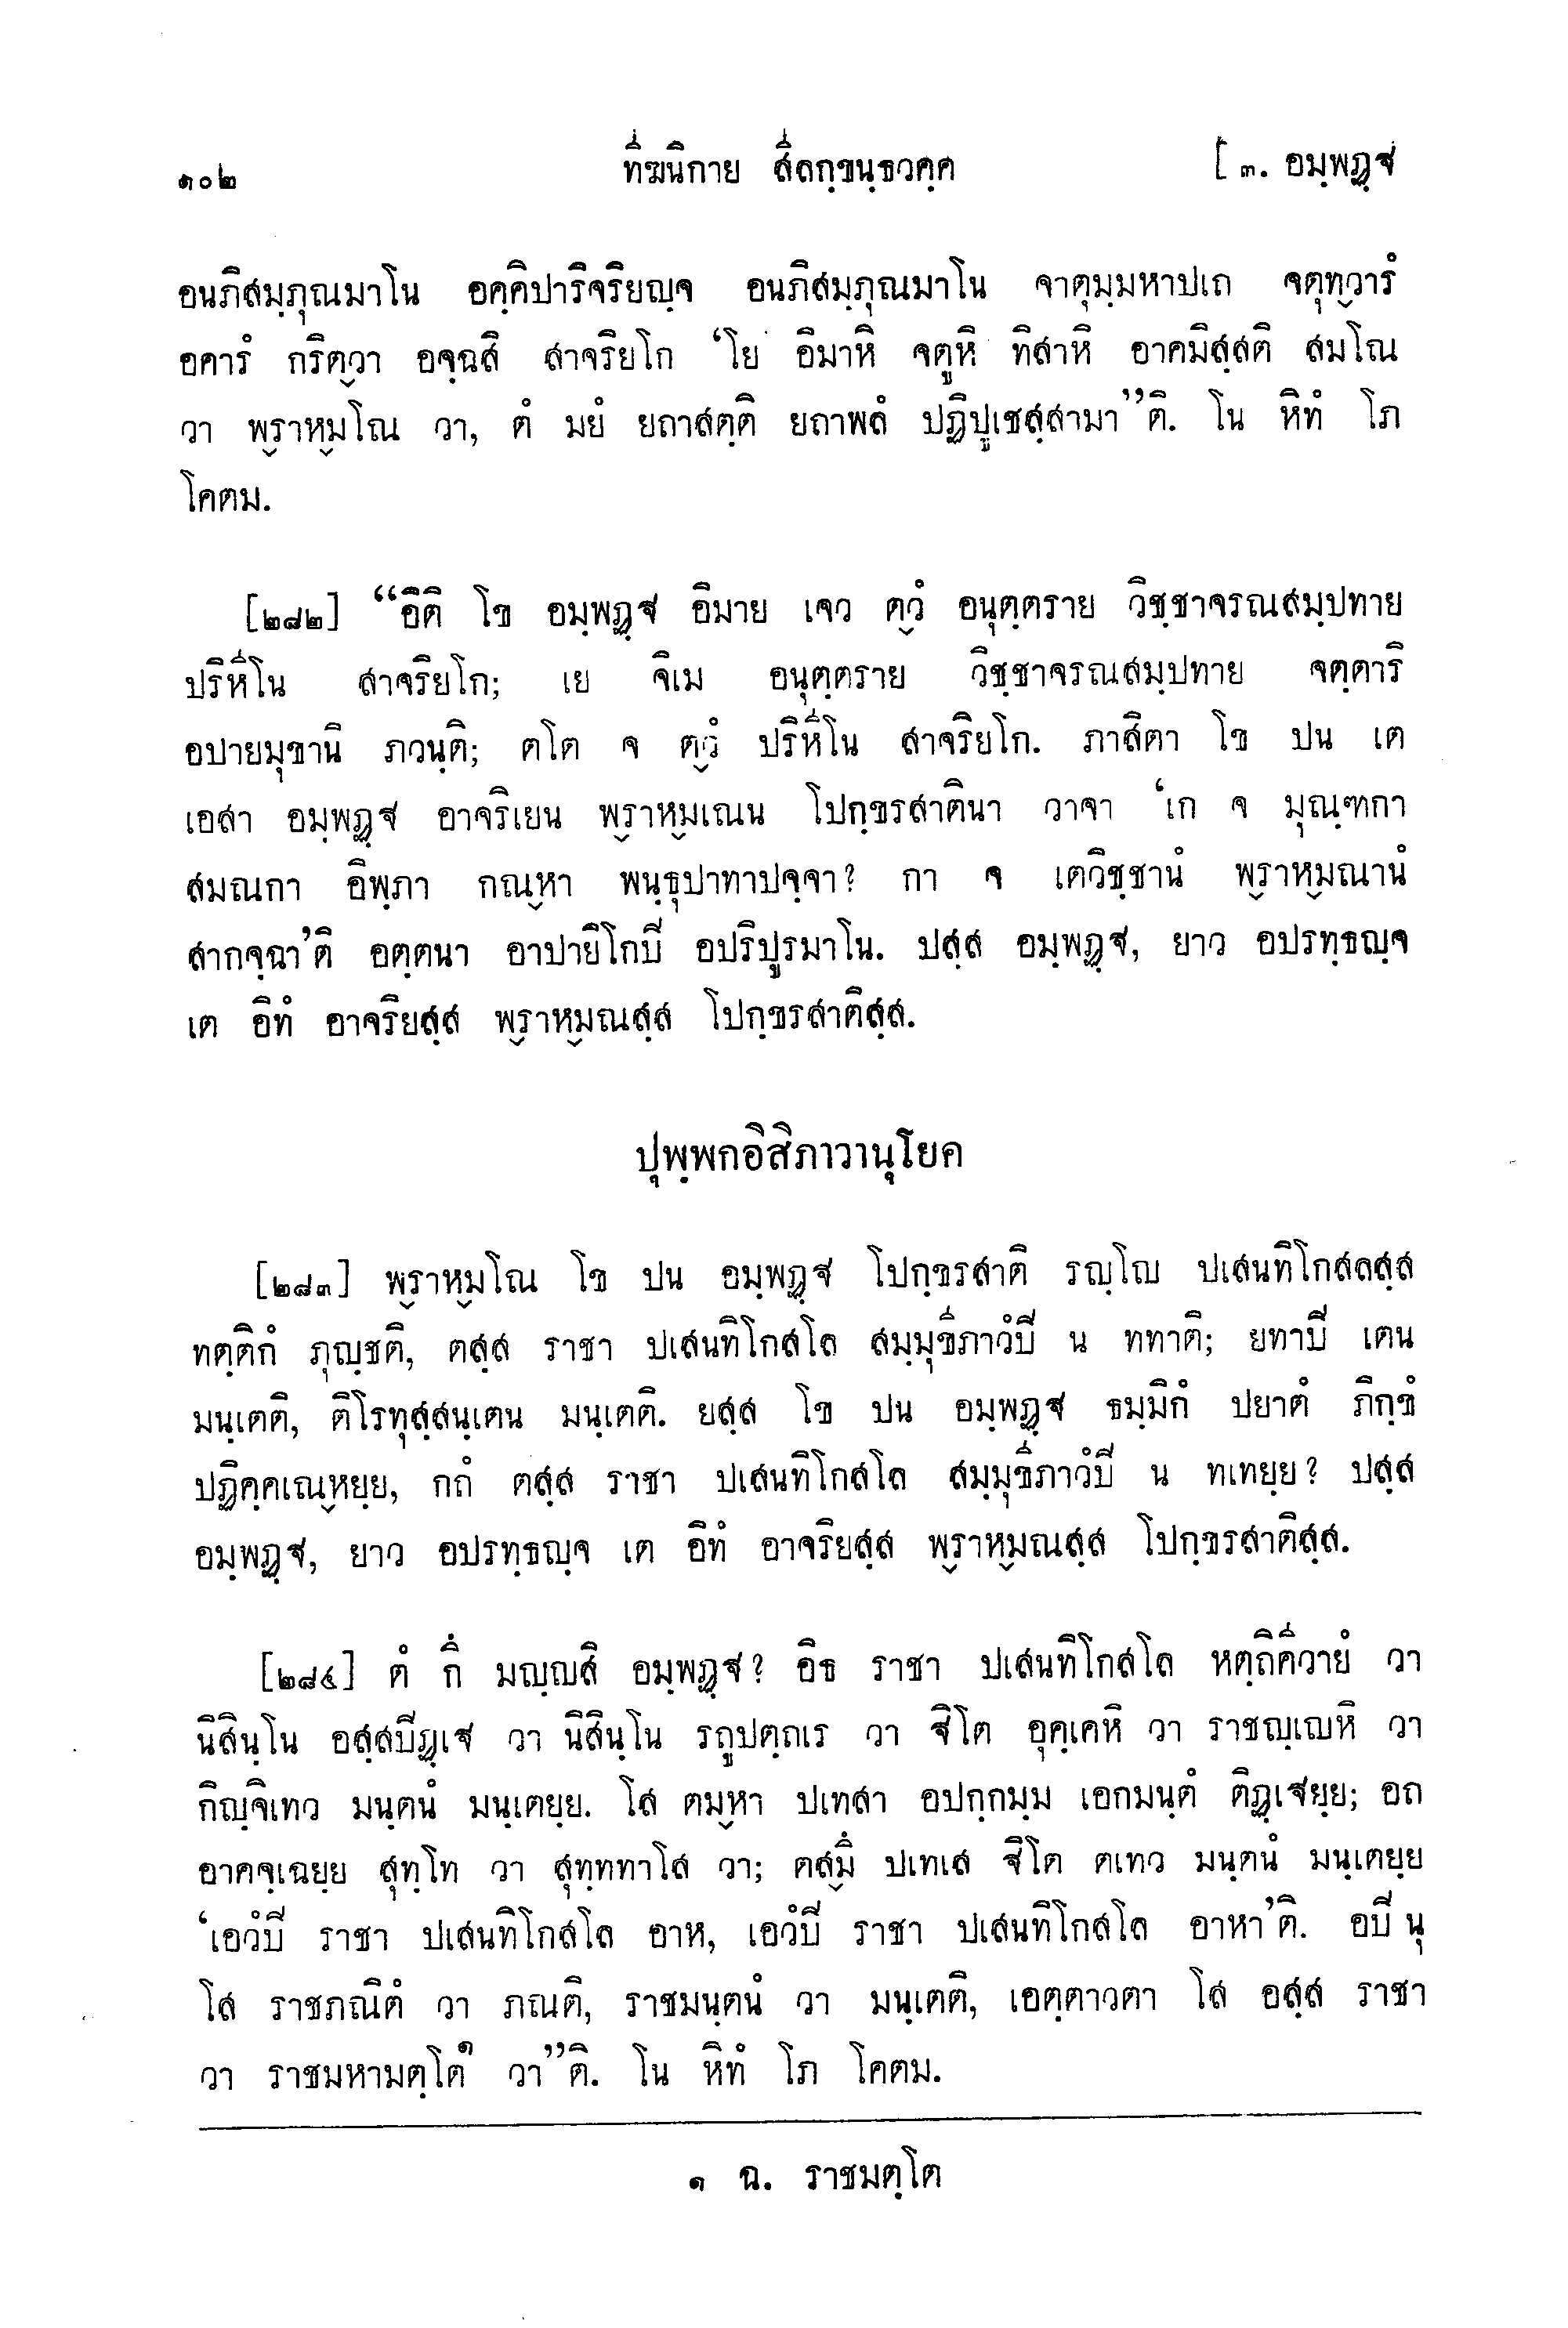 ๑๐๒ ทีฆนิกาย สีลกฺขนฺธวคฺค [ ๓. อมฺพฏฺฐ
อนภิสมฺภุณมาโน อคฺคิปาริจริยญฺจ อนภิสมฺภุณมาโน จาตุมฺมหาปเถ จตุทฺวารํ
อคารํ กริตฺวา อจฺฉสิ สาจริยโก ‘โย อิมาหิ จตูหิ ทิสาหิ อาคมิสฺสติ สมโณ
วา พฺราหฺมโณ วา, ตํ มยํ ยถาสตฺติ ยถาพลํ ปฏิปูเชสฺสามา”ติ. โน หิทํ โภ
โคตม.
[๒๘๒] “อิติ โข อมฺพฏฺฐ อิมาย เจว ตฺวํ อนุตฺตราย วิชฺชาจรณสมฺปทาย
ปริหีโน สาจริยโก; เย จิเม อนุตฺตราย วิชฺชาจรณสมฺปทาย จตฺตาริ
อปายมุขานิ ภวนฺติ; ตโต จ ตฺวํ ปริหีโน สาจริยโก. ภาสิตา โข ปน เต
เอสา อมฺพฏฺฐ อาจริเยน พฺราหฺมเณน โปกฺขรสาตินา วาจา ‘เก จ มุณฺฑกา
สมณกา อิพฺภา กณฺหา พนฺธุปาทาปจฺจา? กา จ เตวิชฺชานํ พฺราหฺมณานํ
สากจฺฉา’ติ อตฺตนา อาปายิโกปิ อปริปูรมาโน. ปสฺส อมฺพฏฺฐ, ยาว อปรทฺธญฺจ
เต อิทํ อาจริยสฺส พฺราหฺมณสฺส โปกฺขรสาติสฺส.
ปุพฺพกอิสิภาวานุโยค
[๒๘๓] พฺราหฺมโณ โข ปน อมฺพฏฺฐ โปกฺขรสาติ รญฺโญ ปเสนทิโกสลสฺส
ทตฺติกํ ภุญฺชติ, ตสฺส ราชา ปเสนทิโกสโล สมฺมุขีภาวํปิ น ททาติ; ยทาปิ เตน
มนฺเตติ, ติโรทุสฺสนฺเตน มนฺเตติ. ยสฺส โข ปน อมฺพฏฺฐ ธมฺมิกํ ปยาตํ ภิกฺขํ
ปฏิคฺคเณฺหยฺย, กถํ ตสฺส ราชา ปเสนทิโกสโล สมฺมุขีภาวํปิ น ทเทยฺย? ปสฺส
อมฺพฏฺฐ, ยาว อปรทฺธญฺจ เต อิทํ อาจริยสฺส พฺราหฺมณสฺส โปกฺขรสาติสฺส.
[๒๘๔] ตํ กึ มญฺญสิ อมฺพฏฺฐ? อิธ ราชา ปเสนทิโกสโล หตฺถิคีวายํ วา
นิสินฺโน อสฺสปิฏฺเฐ วา นิสินฺโน รถูปตฺถเร วา ฐิโต อุคฺเคหิ วา ราชญฺเญหิ วา
กิญฺจิเทว มนฺตนํ มนฺเตยฺย. โส ตมฺหา ปเทสา อปกฺกมฺม เอกมนฺตํ ติฏฺเฐยฺย; อถ
อาคจฺเฉยฺย สุทฺโท วา สุทฺททาโส วา; ตสฺมึ ปเทเส ฐิโต ตเทว มนฺตนํ มนฺเตยฺย
‘เอวํปิ ราชา ปเสนทิโกสโล อาห, เอวํปิ ราชา ปเสนทิโกสโล อาหา’ติ. อปิ นุ
โส ราชภณิตํ วา ภณติ, ราชมนฺตนํ วา มนฺเตติ, เอตฺตาวตา โส อสฺส ราชา
วา ราชมหามตฺโต๑ วา”ติ. โน หิทํ โภ โคตม.
๑ ฉ. ราชมตฺโต